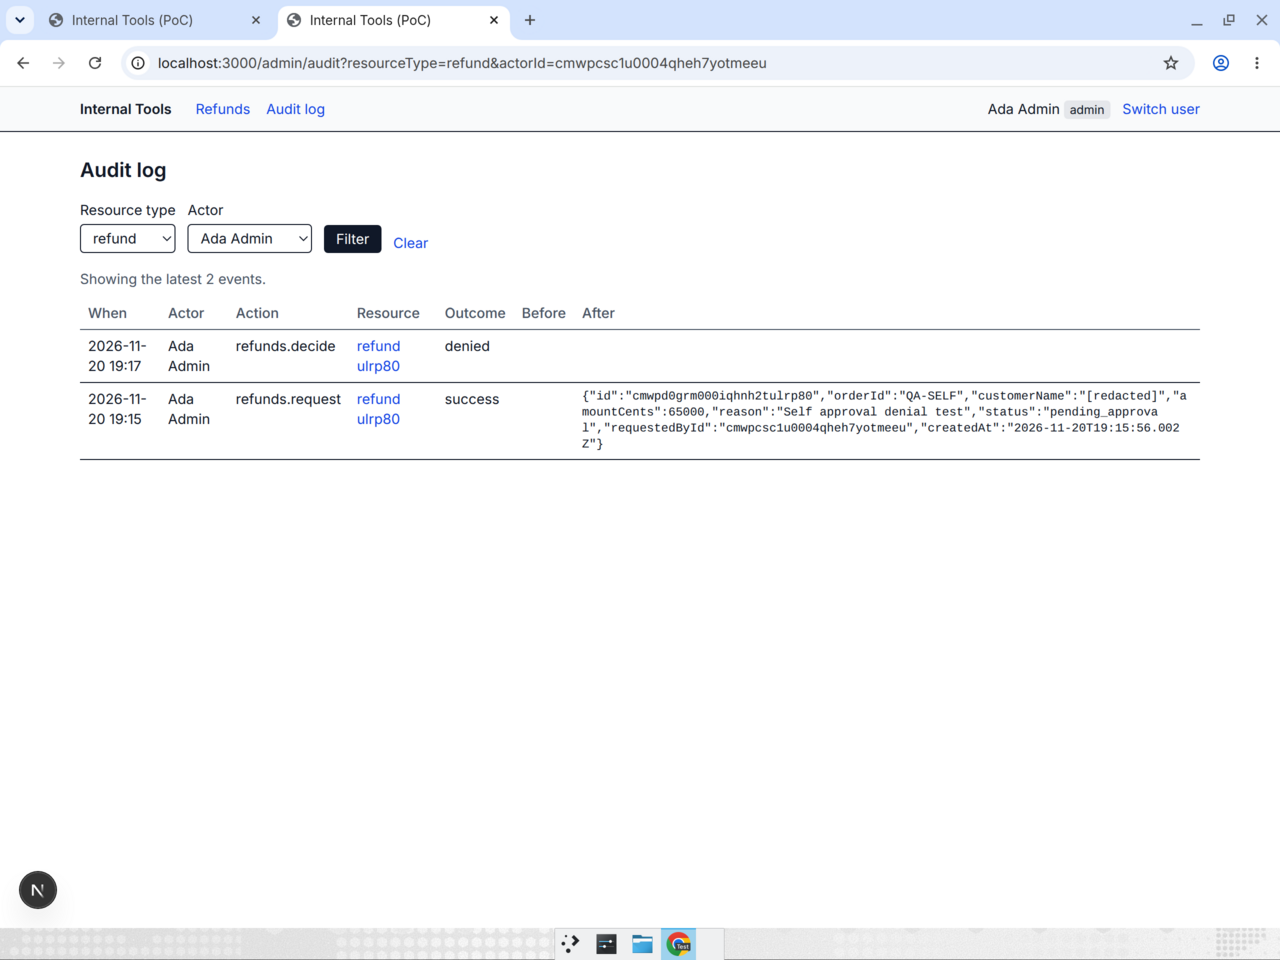 Internal Tools (PoC)
Internal Tools (PoC)
localhost:3000/admin/audit?resourceType=refund&actorId=cmwpcsc1u0004qheh7yotmeeu
Internal Tools Refunds Audit log Ada Admin admin Switch user
Audit log
Resource type Actor
refund Ada Admin Filter Clear
Showing the latest 2 events.
When Actor Action Resource Outcome Before After
2026-11- Ada refunds.decide refund denied
20 19:17 Admin ulrp80
2026-11- Ada refunds.request refund success
20 19:15 Admin ulrp80
{"id":"cmwpd0grm000iqhnh2tulrp80","orderId":"QA-SELF","customerName":"[redacted]","a
mountCents":65000,"reason":"Self approval denial test","status":"pending_approva
l","requestedById":"cmwpcsc1u0004qheh7yotmeeu","createdAt":"2026-11-20T19:15:56.002
Z"}
N
Test